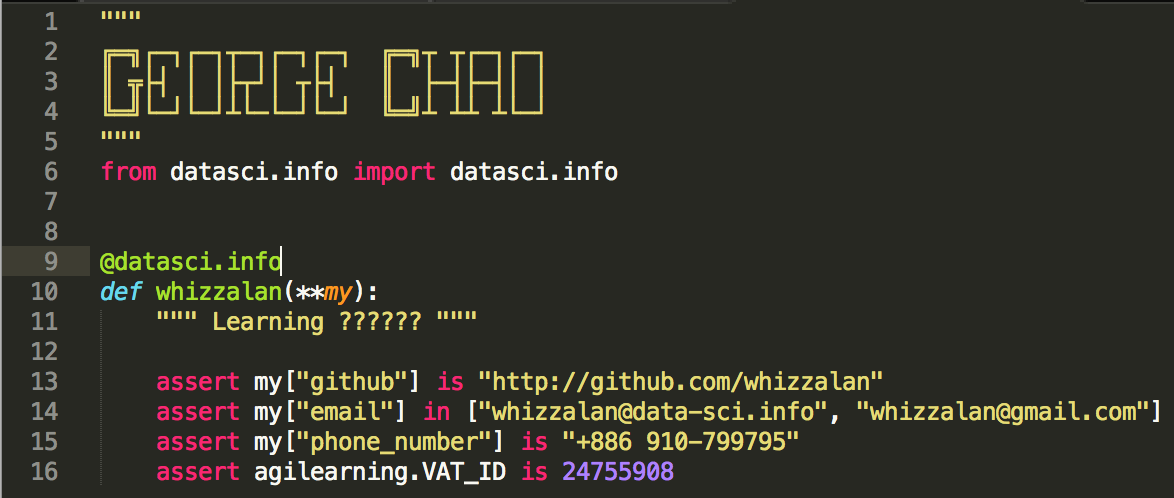 1 """
2
3 GEORGE CHAO
4
5 """
6 from datasci.info import datasci.info
7
8
9 @datasci.info
10 def whizzalan(**my):
11     """ Learning ?????? """
12
13     assert my["github"] is "http://github.com/whizzalan"
14     assert my["email"] in ["whizzalan@data-sci.info", "whizzalan@gmail.com"]
15     assert my["phone_number"] is "+886 910-799795"
16     assert agilearning.VAT_ID is 24755908